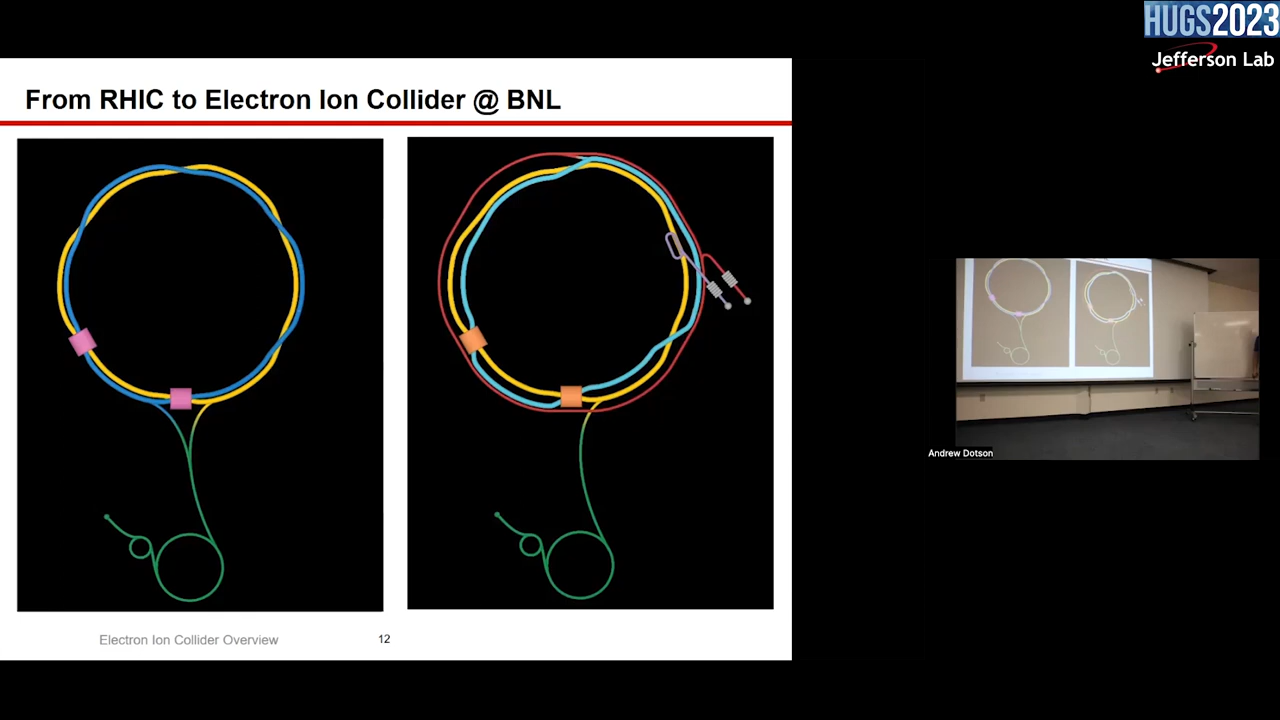 HUGS2023
Jefferson Lab
From RHIC to Electron Ion Collider @ BNL
Andrew Dotson
Electron Ion Collider Overview
12